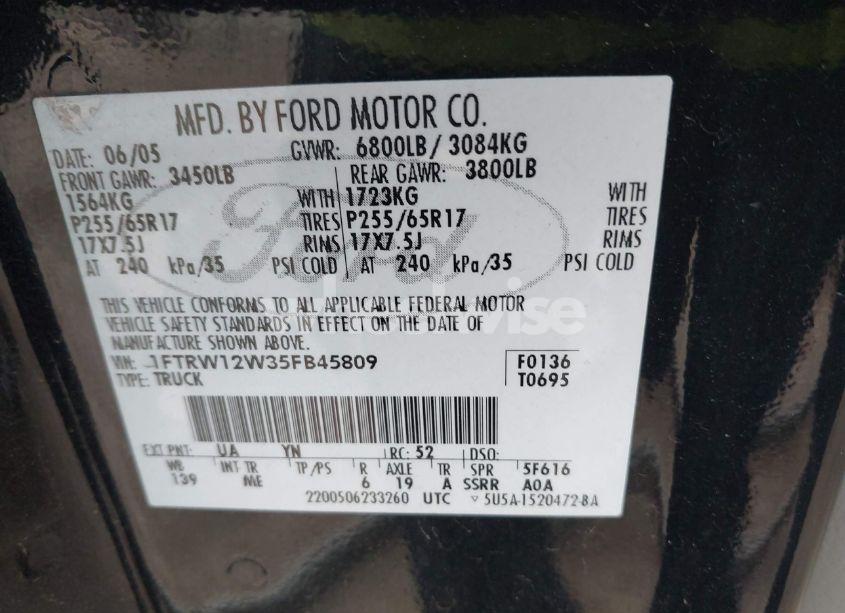 MFD. BY FORD MOTOR CO.
DATE: 06/05 GVWR: 6800LB / 3084KG
FRONT GAWR: 3450LB REAR GAWR: 3800LB
1564KG WITH 1723KG WITH
P255/65R17 TIRES P255/65R17 TIRES
17X7.5J RIMS 17X7.5J RIMS
AT 240 kPa/35 PSI COLD AT 240 kPa/35 PSI COLD
Ford
THIS VEHICLE CONFORMS TO ALL APPLICABLE FEDERAL MOTOR
VEHICLE SAFETY STANDARDS IN EFFECT ON THE DATE OF
MANUFACTURE SHOWN ABOVE.
VIN: 1FTRW12W35FB45809 F0136
TYPE: TRUCK T0695
EXT PNT: UA YN RC: 52 DSO:
WB INT TR TP/PS R AXLE TR SPR 5F616
139 ME 6 19 A SSRR A0A
2200506233260 UTC ▽ 5U5A-1520472-BA